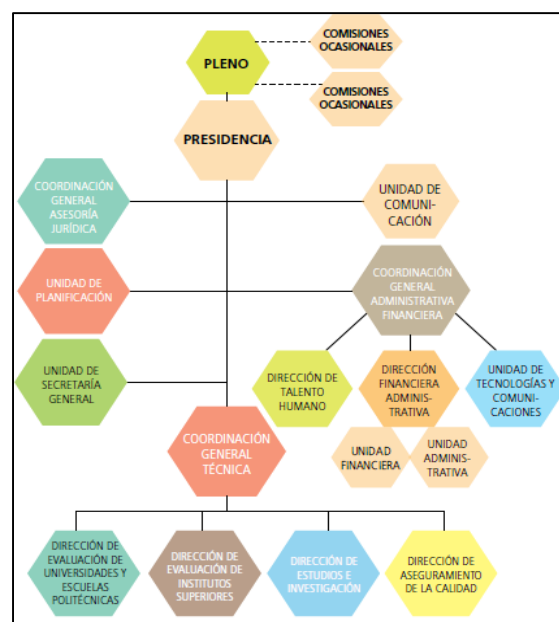 COMISIONES
OCASIONALES
PLENO
COMISIONES
OCASIONALES
PRESIDENCIA
COORDINACIÓN
GENERAL
ASESORÍA
JURÍDICA
UNIDAD DE
COMUNI-
CACIÓN
UNIDAD DE
PLANIFICACIÓN
COORDINACIÓN
GENERAL
ADMINISTRATIVA
FINANCIERA
UNIDAD DE
SECRETARÍA
GENERAL
DIRECCIÓN DE
TALENTO
HUMANO
DIRECCIÓN
FINANCIERA
ADMINIS-
TRATIVA
UNIDAD DE
TECNOLOGÍAS Y
COMUNI-
CACIONES
UNIDAD
FINANCIERA
UNIDAD
ADMINIS-
TRATIVA
COORDINACIÓN
GENERAL
TÉCNICA
DIRECCIÓN DE
EVALUACIÓN DE
UNIVERSIDADES Y
ESCUELAS
POLITÉCNICAS
DIRECCIÓN DE
EVALUACIÓN DE
INSTITUTOS
SUPERIORES
DIRECCIÓN DE
ESTUDIOS E
INVESTIGACIÓN
DIRECCIÓN DE
ASEGURAMIENTO
DE LA CALIDAD